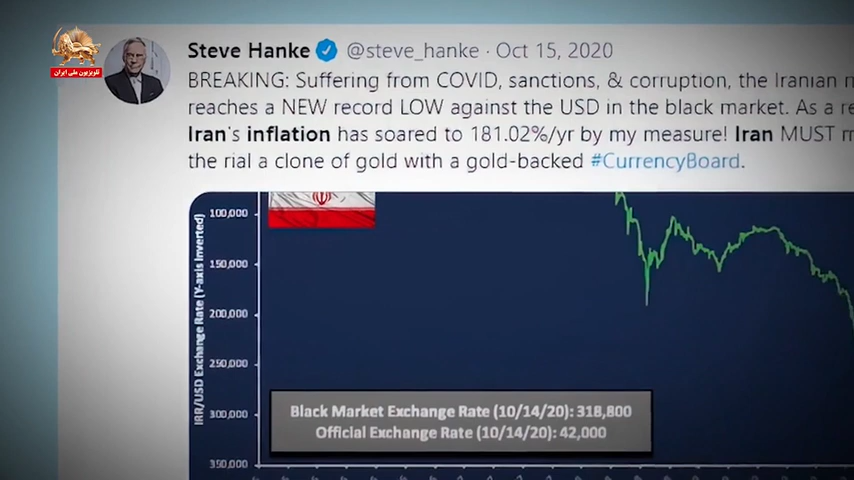 تلویزیون ملی ایران
Steve Hanke @steve_hanke · Oct 15, 2020
BREAKING: Suffering from COVID, sanctions, & corruption, the Iranian
reaches a NEW record LOW against the USD in the black market. As a
Iran's inflation has soared to 181.02%/yr by my measure! Iran MUST
the rial a clone of gold with a gold-backed #CurrencyBoard.
IRR/USD Exchange Rate (Y-axis Inverted)
100,000
150,000
200,000
250,000
300,000
350,000
Black Market Exchange Rate (10/14/20): 318,800
Official Exchange Rate (10/14/20): 42,000